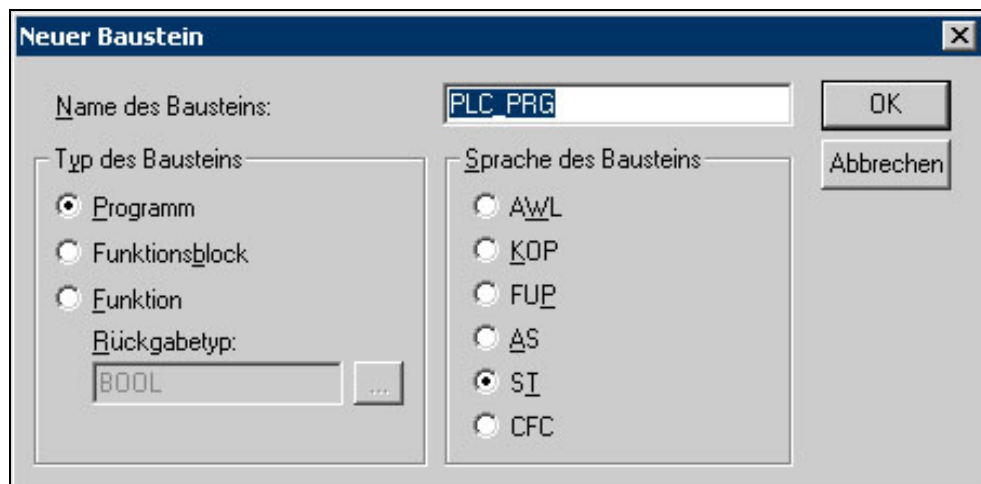 Neuer Baustein
Name des Bausteins:
PLC_PRG
OK
Abbrechen
Typ des Bausteins
Programm
Funktionsblock
Funktion
Rückgabetyp:
BOOL
...
Sprache des Bausteins
AWL
KOP
FUP
AS
ST
CFC